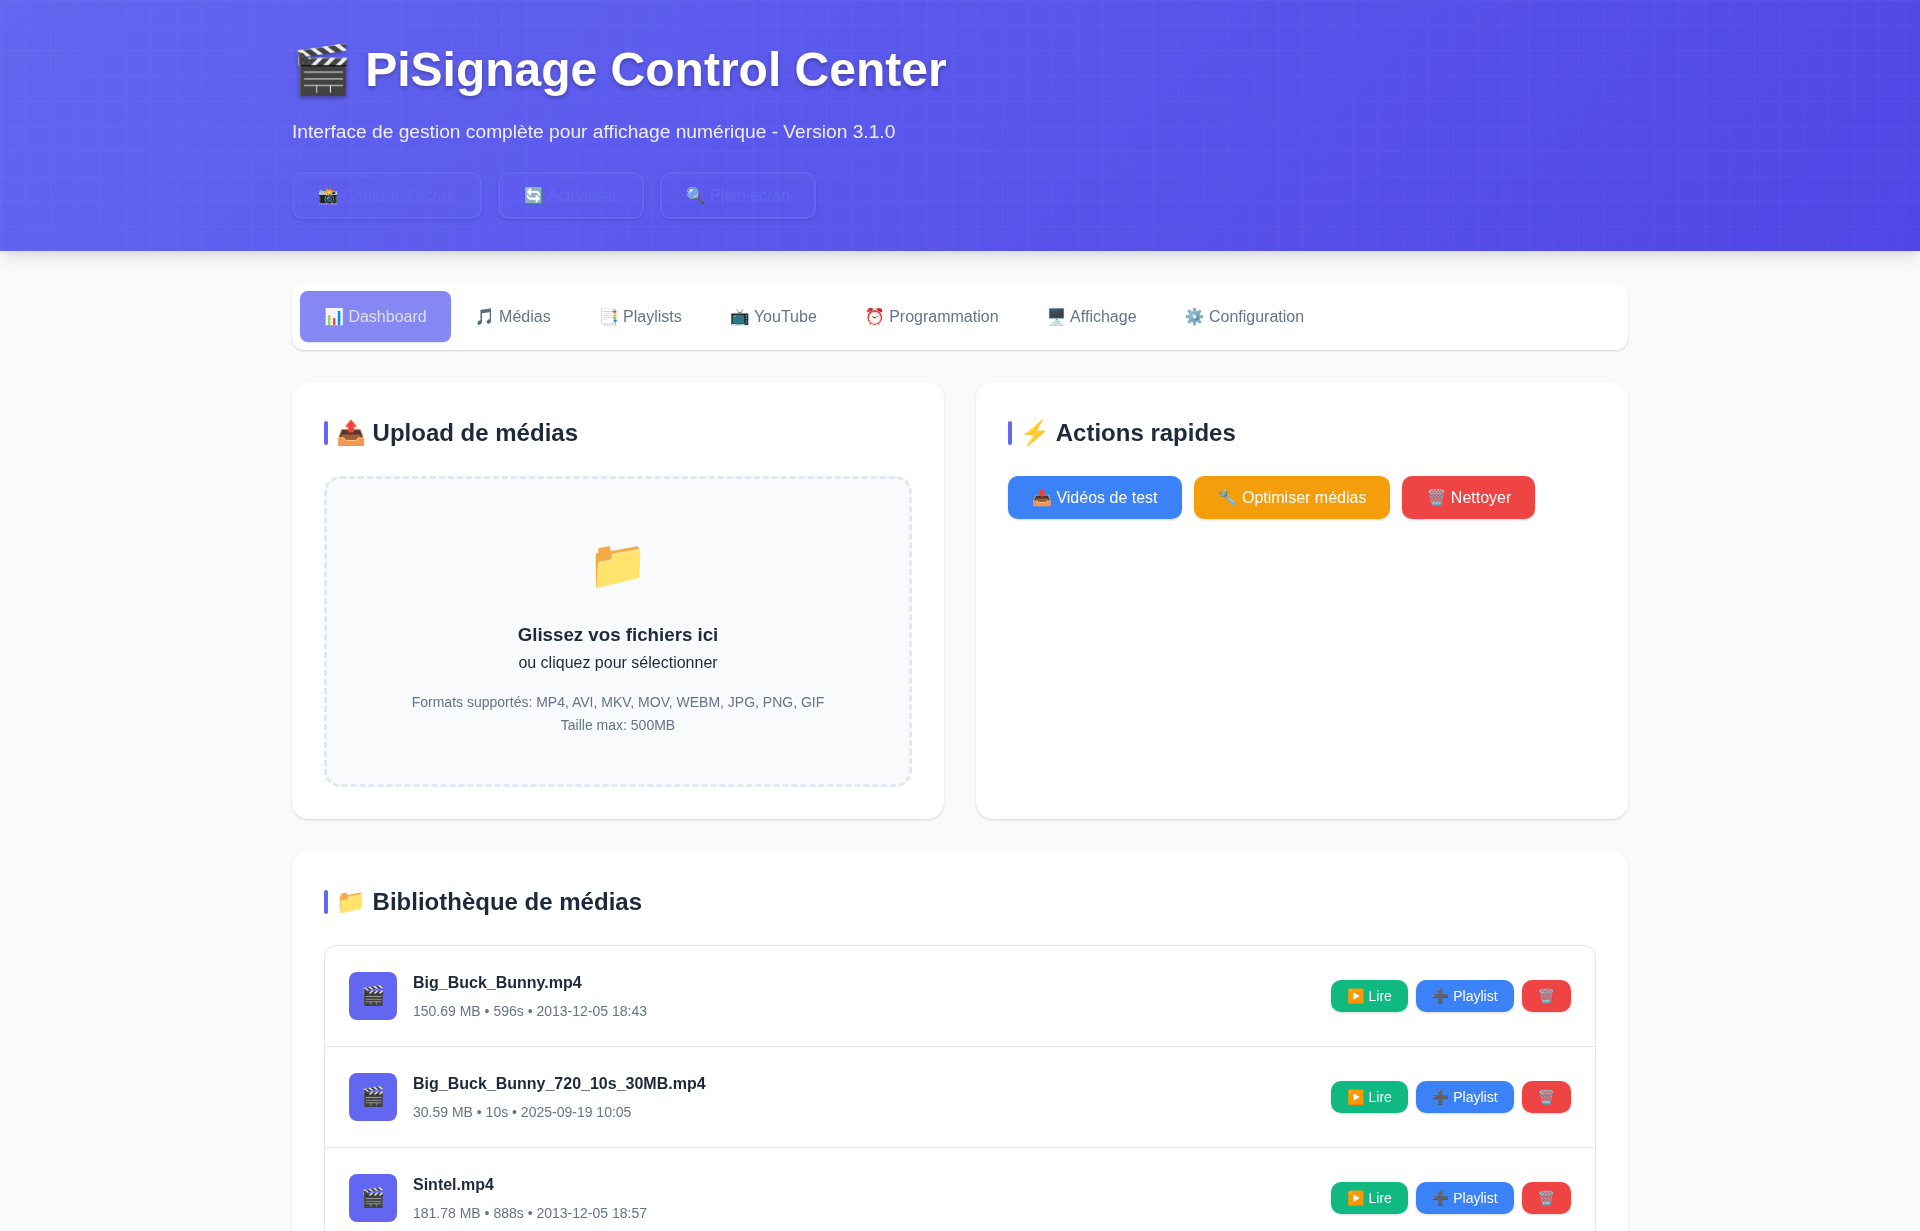 🎬 PiSignage Control Center
Interface de gestion complète pour affichage numérique - Version 3.1.0
📸 Capture d'écran 🔄 Actualiser 🔍 Plein écran
📊 Dashboard 🎵 Médias 📑 Playlists 📺 YouTube ⏰ Programmation 🖥️ Affichage ⚙️ Configuration
📤 Upload de médias
📁
Glissez vos fichiers ici
ou cliquez pour sélectionner
Formats supportés: MP4, AVI, MKV, MOV, WEBM, JPG, PNG, GIF
Taille max: 500MB
⚡ Actions rapides
📥 Vidéos de test 🔧 Optimiser médias 🗑️ Nettoyer
📁 Bibliothèque de médias
🎬 Big_Buck_Bunny.mp4
150.69 MB • 596s • 2013-12-05 18:43
▶️ Lire ➕ Playlist 🗑️
🎬 Big_Buck_Bunny_720_10s_30MB.mp4
30.59 MB • 10s • 2025-09-19 10:05
▶️ Lire ➕ Playlist 🗑️
🎬 Sintel.mp4
181.78 MB • 888s • 2013-12-05 18:57
▶️ Lire ➕ Playlist 🗑️